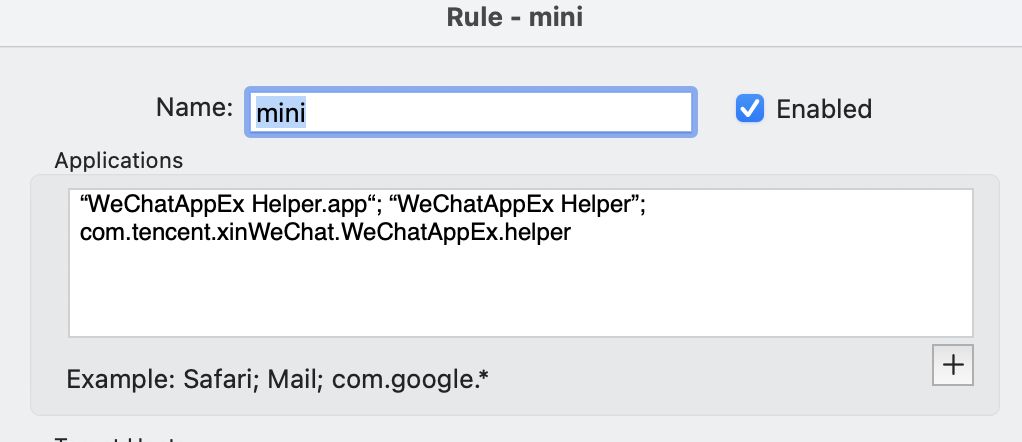 Rule - mini
Name: mini Enabled
Applications
“WeChatAppEx Helper.app“; “WeChatAppEx Helper”;
com.tencent.xinWeChat.WeChatAppEx.helper
+
Example: Safari; Mail; com.google.*